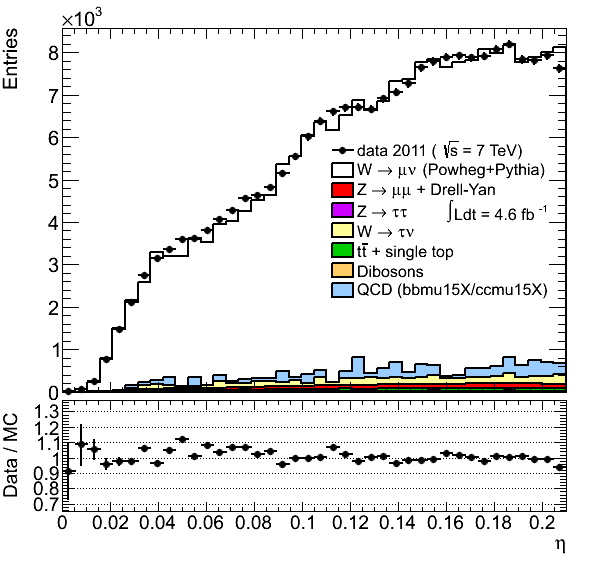 ×10³
Entries
8
7
6
5
4
3
2
1
0
data 2011 ( √s = 7 TeV)
W → μν (Powheg+Pythia)
Z → μμ + Drell-Yan
Z → ττ
∫Ldt = 4.6 fb⁻¹
W → τν
tt̅ + single top
Dibosons
QCD (bbmu15X/ccmu15X)
Data / MC
1.3
1.2
1.1
1
0.9
0.8
0.7
0 0.02 0.04 0.06 0.08 0.1 0.12 0.14 0.16 0.18 0.2
η